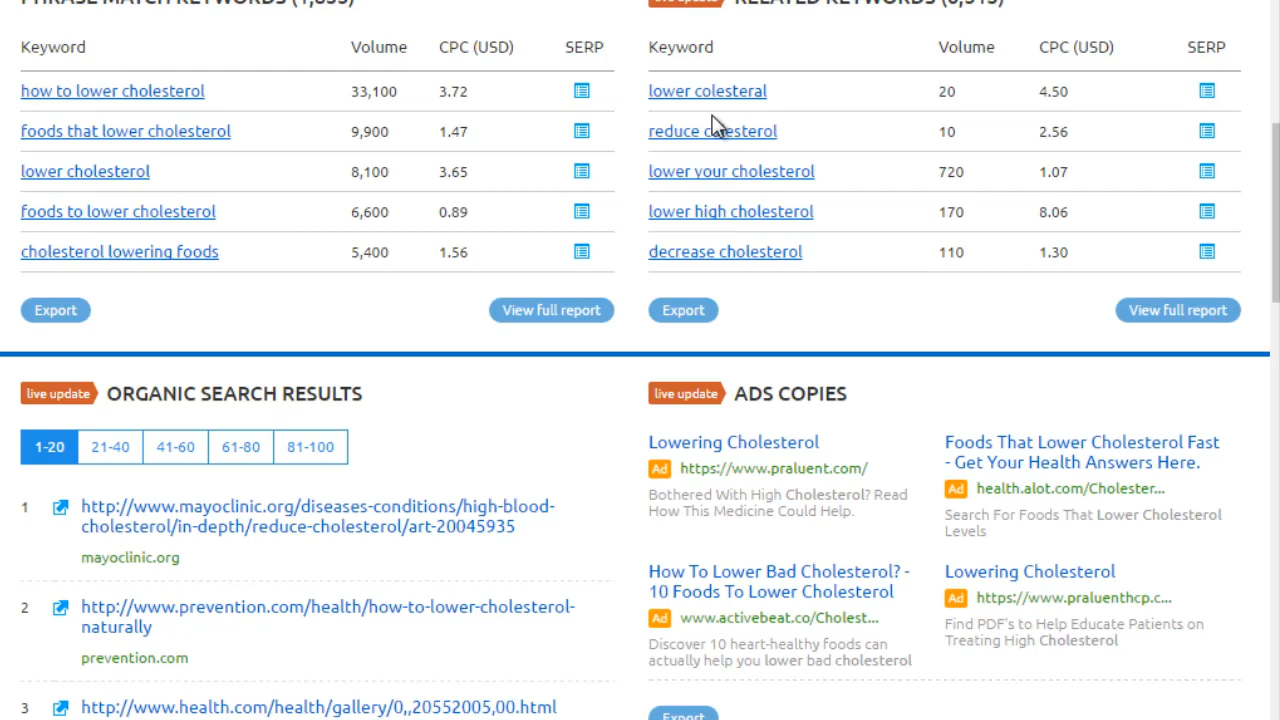 PHRASE MATCH KEYWORDS (1,855)
Keyword Volume CPC (USD) SERP
how to lower cholesterol 33,100 3.72
foods that lower cholesterol 9,900 1.47
lower cholesterol 8,100 3.65
foods to lower cholesterol 6,600 0.89
cholesterol lowering foods 5,400 1.56
Export View full report
live update RELATED KEYWORDS
Keyword Volume CPC (USD) SERP
lower colesteral 20 4.50
reduce 10 2.56
lower your cholesterol 720 1.07
lower high cholesterol 170 8.06
decrease cholesterol 110 1.30
Export View full report
live update ORGANIC SEARCH RESULTS
1-20 21-40 41-60 61-80 81-100
1 http://www.mayoclinic.org/diseases-conditions/high-blood-
cholesterol/in-depth/reduce-cholesterol/art-20045935
mayoclinic.org
2 http://www.prevention.com/health/how-to-lower-cholesterol-
naturally
prevention.com
3 http://www.health.com/health/gallery/0,,20552005,00.html
live update ADS COPIES
Lowering Cholesterol
Ad https://www.praluent.com/
Bothered With High Cholesterol? Read
How This Medicine Could Help.
Foods That Lower Cholesterol Fast
- Get Your Health Answers Here.
Ad health.alot.com/Cholester...
Search For Foods That Lower Cholesterol
Levels
How To Lower Bad Cholesterol? -
10 Foods To Lower Cholesterol
Ad www.activebeat.co/Cholest...
Discover 10 heart-healthy foods can
actually help you lower bad cholesterol
Lowering Cholesterol
Ad https://www.praluenthcp.c...
Find PDF's to Help Educate Patients on
Treating High Cholesterol
Export